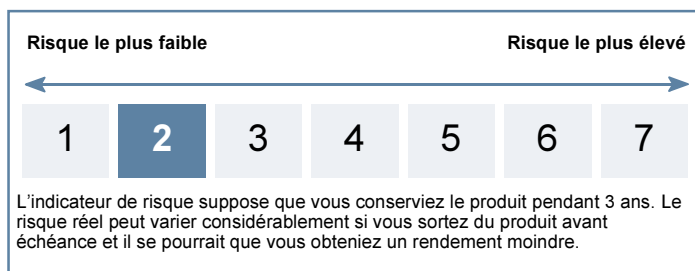 Risque le plus faible Risque le plus élevé
1 2 3 4 5 6 7
L'indicateur de risque suppose que vous conserviez le produit pendant 3 ans. Le
risque réel peut varier considérablement si vous sortez du produit avant
échéance et il se pourrait que vous obteniez un rendement moindre.